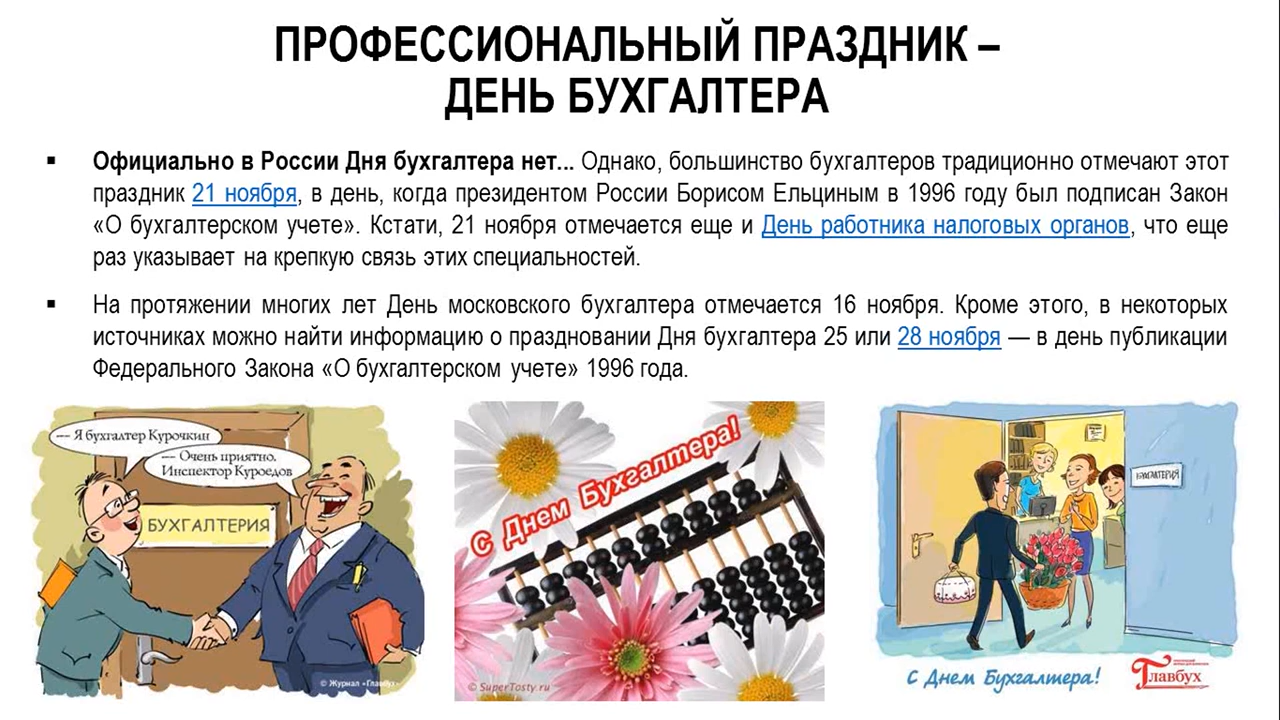 ПРОФЕССИОНАЛЬНЫЙ ПРАЗДНИК –
ДЕНЬ БУХГАЛТЕРА
▪ Официально в России Дня бухгалтера нет... Однако, большинство бухгалтеров традиционно отмечают этот
праздник 21 ноября, в день, когда президентом России Борисом Ельциным в 1996 году был подписан Закон
«О бухгалтерском учете». Кстати, 21 ноября отмечается еще и День работника налоговых органов, что еще
раз указывает на крепкую связь этих специальностей.
▪ На протяжении многих лет День московского бухгалтера отмечается 16 ноября. Кроме этого, в некоторых
источниках можно найти информацию о праздновании Дня бухгалтера 25 или 28 ноября — в день публикации
Федерального Закона «О бухгалтерском учете» 1996 года.
— Я бухгалтер Курочкин
— Очень приятно,
Инспектор Куроедов
БУХГАЛТЕРИЯ
© Журнал «Главбух»
С Днем Бухгалтера!
© SuperTosty.ru
БУХГАЛТЕРИЯ
С Днем Бухгалтера!
Главбух